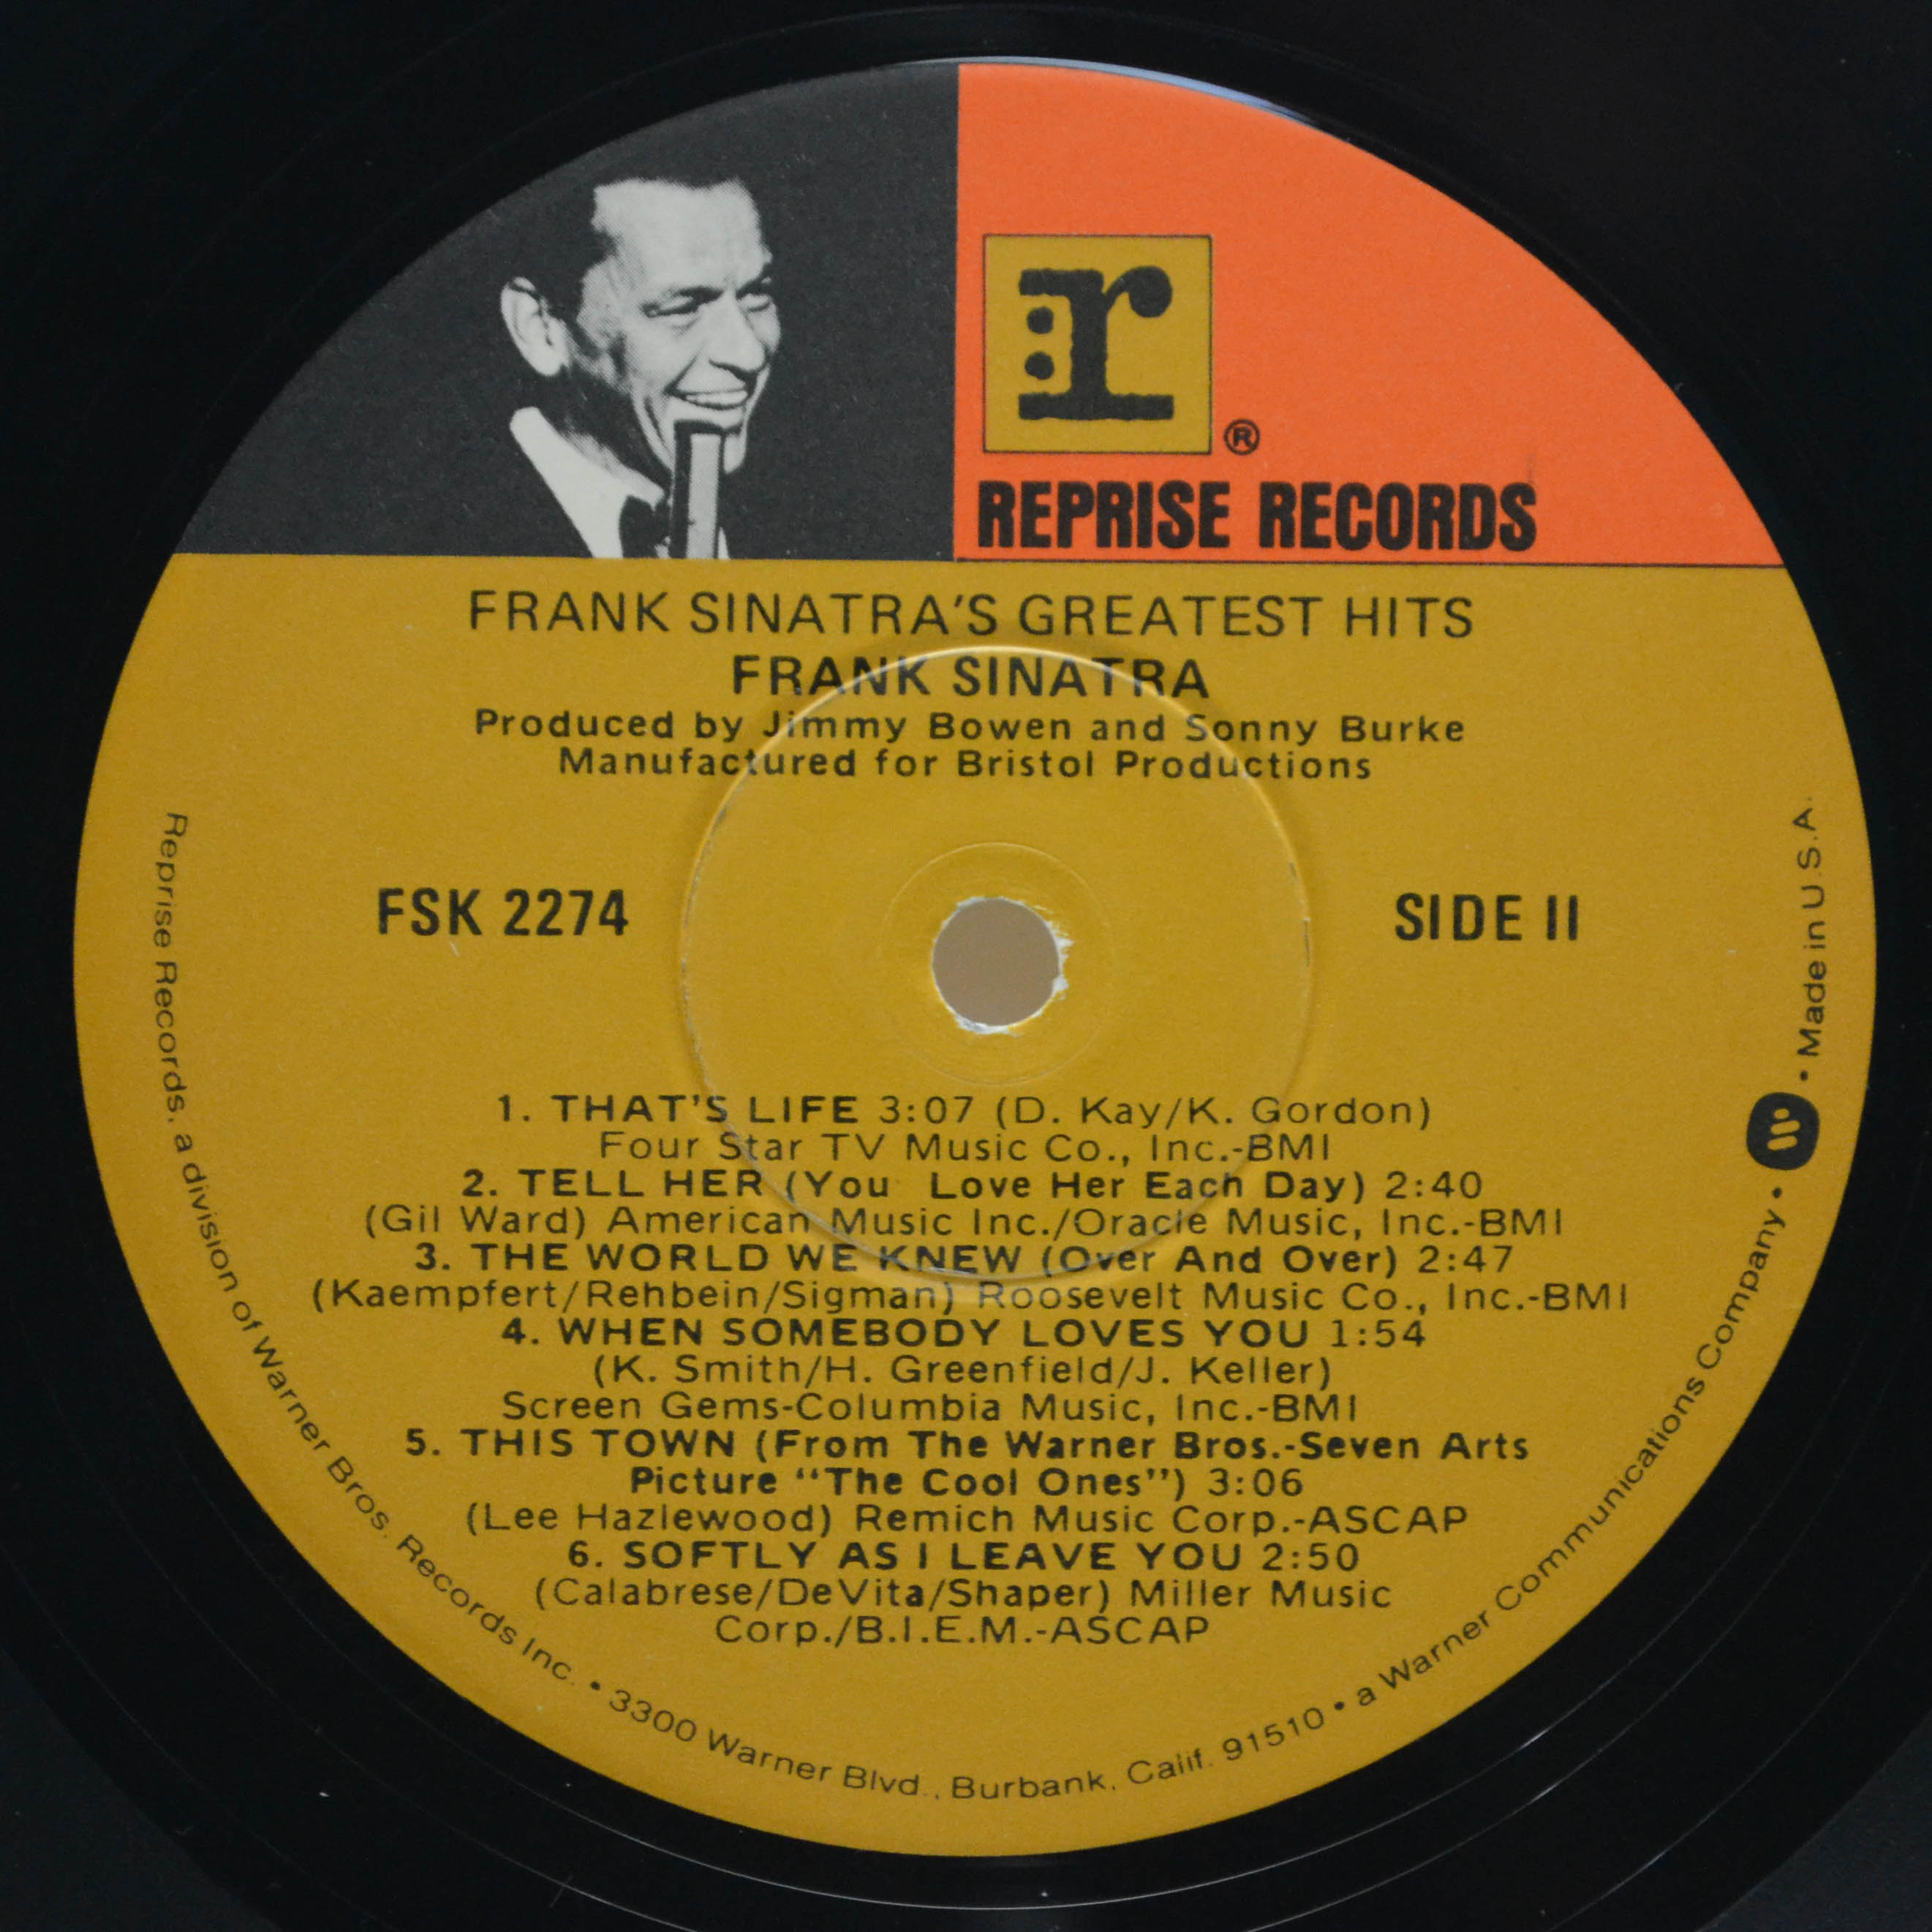 r
®
REPRISE RECORDS
FRANK SINATRA'S GREATEST HITS
FRANK SINATRA
Produced by Jimmy Bowen and Sonny Burke
Manufactured for Bristol Productions
FSK 2274
SIDE II
1. THAT'S LIFE 3:07 (D. Kay/K. Gordon)
Four Star TV Music Co., Inc.-BMI
2. TELL HER (You Love Her Each Day) 2:40
(Gil Ward) American Music Inc./Oracle Music, Inc.-BMI
3. THE WORLD WE KNEW (Over And Over) 2:47
(Kaempfert/Rehbein/Sigman) Roosevelt Music Co., Inc.-BMI
4. WHEN SOMEBODY LOVES YOU 1:54
(K. Smith/H. Greenfield/J. Keller)
Screen Gems-Columbia Music, Inc.-BMI
5. THIS TOWN (From The Warner Bros.-Seven Arts
Picture “The Cool Ones”) 3:06
(Lee Hazlewood) Remich Music Corp.-ASCAP
6. SOFTLY AS I LEAVE YOU 2:50
(Calabrese/DeVita/Shaper) Miller Music
Corp./B.I.E.M.-ASCAP
Reprise Records, a division of Warner Bros. Records Inc. • 3300 Warner Blvd., Burbank, Calif. 91510 • a Warner Communications Company • W • Made in U.S.A.